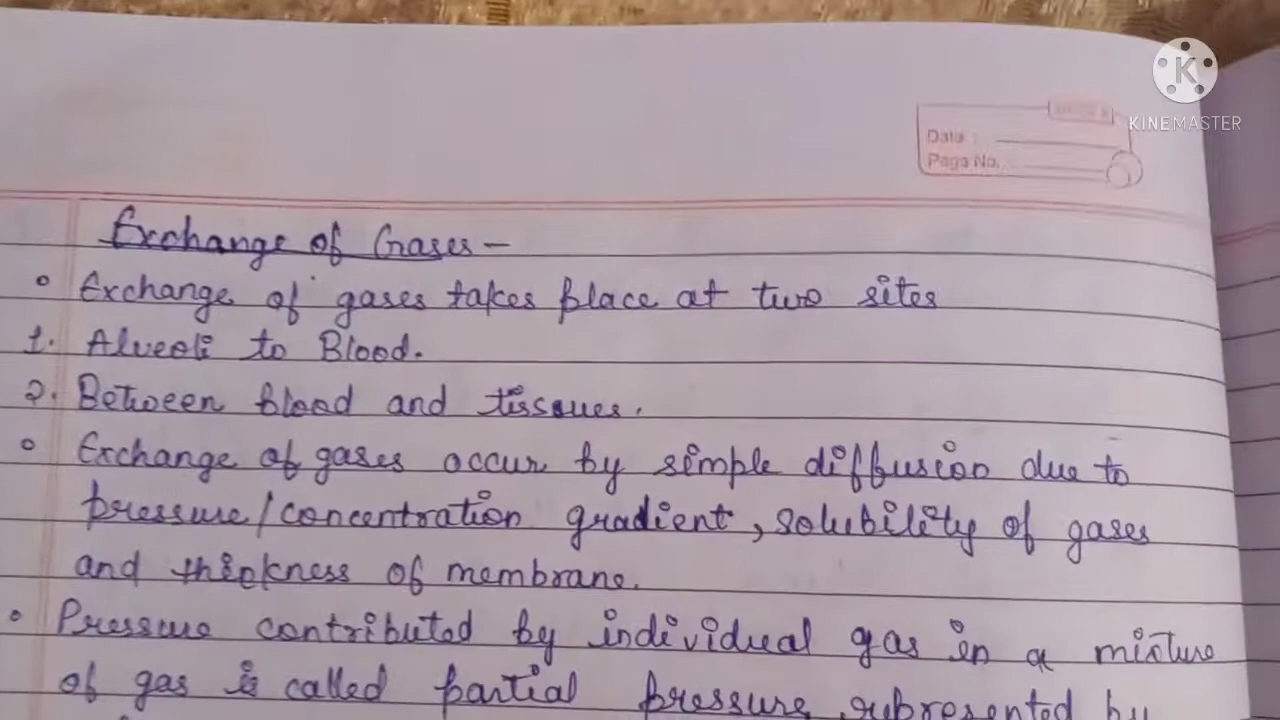 KINEMASTER
Date :
Page No.
Exchange of Gases -
Exchange of gases takes place at two sites
1. Alveoli to Blood.
2. Between blood and tissues.
Exchange of gases occur by simple diffusion due to
pressure/concentration gradient, solubility of gases
and thickness of membrane.
Pressure contributed by individual gas in a mixture
of gas is called partial pressure, represented by